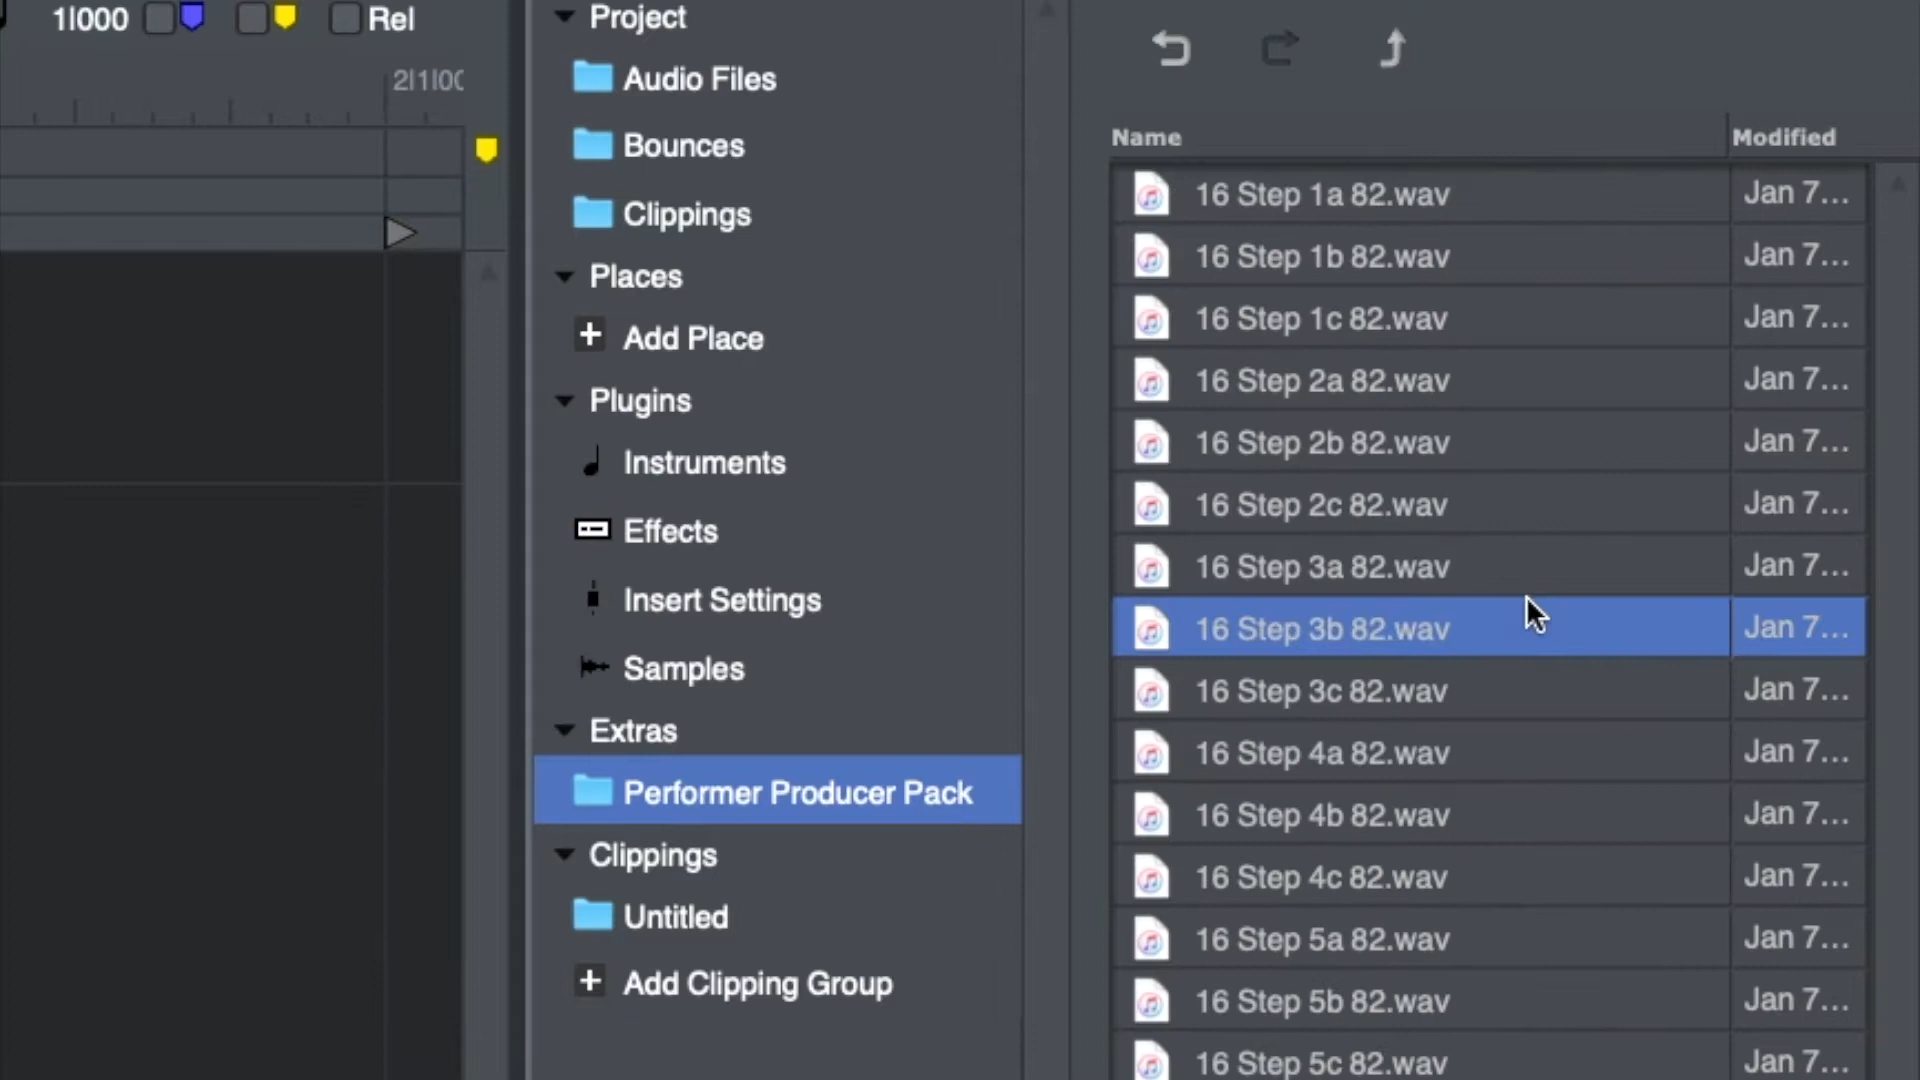 1|000
Rel
2|1|00
Project
Audio Files
Bounces
Clippings
Places
Add Place
Plugins
Instruments
Effects
Insert Settings
Samples
Extras
Performer Producer Pack
Clippings
Untitled
Add Clipping Group
Name Modified
16 Step 1a 82.wav Jan 7...
16 Step 1b 82.wav Jan 7...
16 Step 1c 82.wav Jan 7...
16 Step 2a 82.wav Jan 7...
16 Step 2b 82.wav Jan 7...
16 Step 2c 82.wav Jan 7...
16 Step 3a 82.wav Jan 7...
16 Step 3b 82.wav Jan 7...
16 Step 3c 82.wav Jan 7...
16 Step 4a 82.wav Jan 7...
16 Step 4b 82.wav Jan 7...
16 Step 4c 82.wav Jan 7...
16 Step 5a 82.wav Jan 7...
16 Step 5b 82.wav Jan 7...
16 Step 5c 82.wav Jan 7...